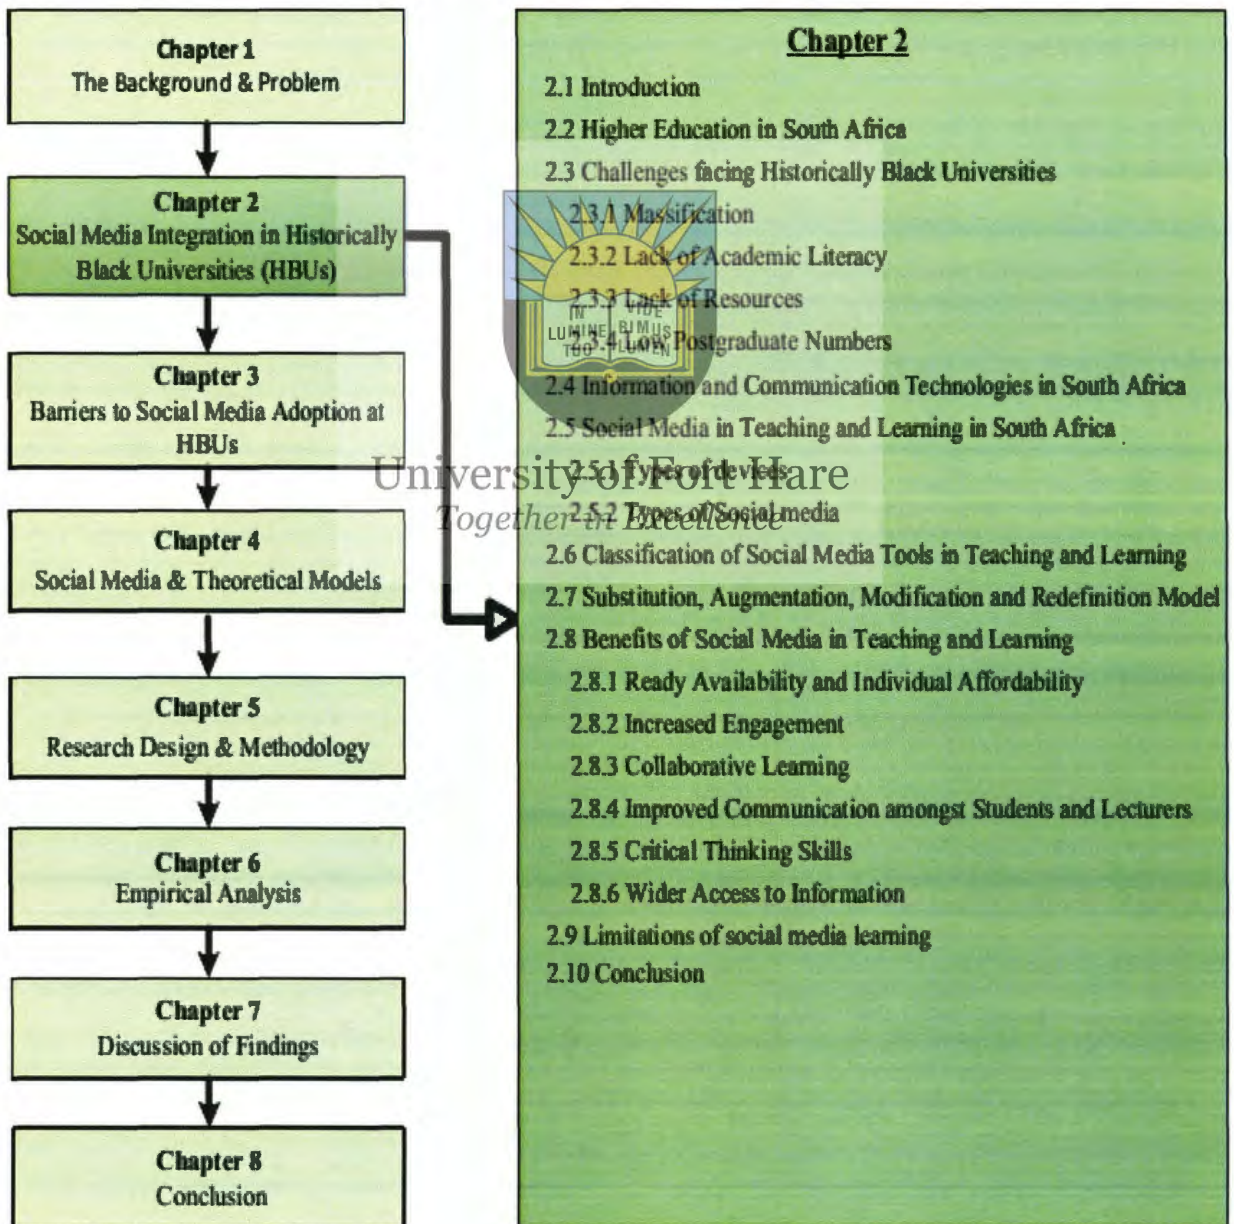 Chapter 1
The Background & Problem
Chapter 2
Social Media Integration in Historically
Black Universities (HBUs)
Chapter 3
Barriers to Social Media Adoption at
HBUs
Chapter 4
Social Media & Theoretical Models
Chapter 5
Research Design & Methodology
Chapter 6
Empirical Analysis
Chapter 7
Discussion of Findings
Chapter 8
Conclusion
Chapter 2
2.1 Introduction
2.2 Higher Education in South Africa
2.3 Challenges facing Historically Black Universities
2.3.1 Massification
2.3.2 Lack of Academic Literacy
2.3.3 Lack of Resources
2.3.4 Low Postgraduate Numbers
2.4 Information and Communication Technologies in South Africa
2.5 Social Media in Teaching and Learning in South Africa
2.5.1 Types of devices
2.5.2 Types of Social media
2.6 Classification of Social Media Tools in Teaching and Learning
2.7 Substitution, Augmentation, Modification and Redefinition Model
2.8 Benefits of Social Media in Teaching and Learning
2.8.1 Ready Availability and Individual Affordability
2.8.2 Increased Engagement
2.8.3 Collaborative Learning
2.8.4 Improved Communication amongst Students and Lecturers
2.8.5 Critical Thinking Skills
2.8.6 Wider Access to Information
2.9 Limitations of social media learning
2.10 Conclusion
IN
LUMINE
TUO
VIDE
BIMUS
LUMEN
University of Fort Hare
Together in Excellence